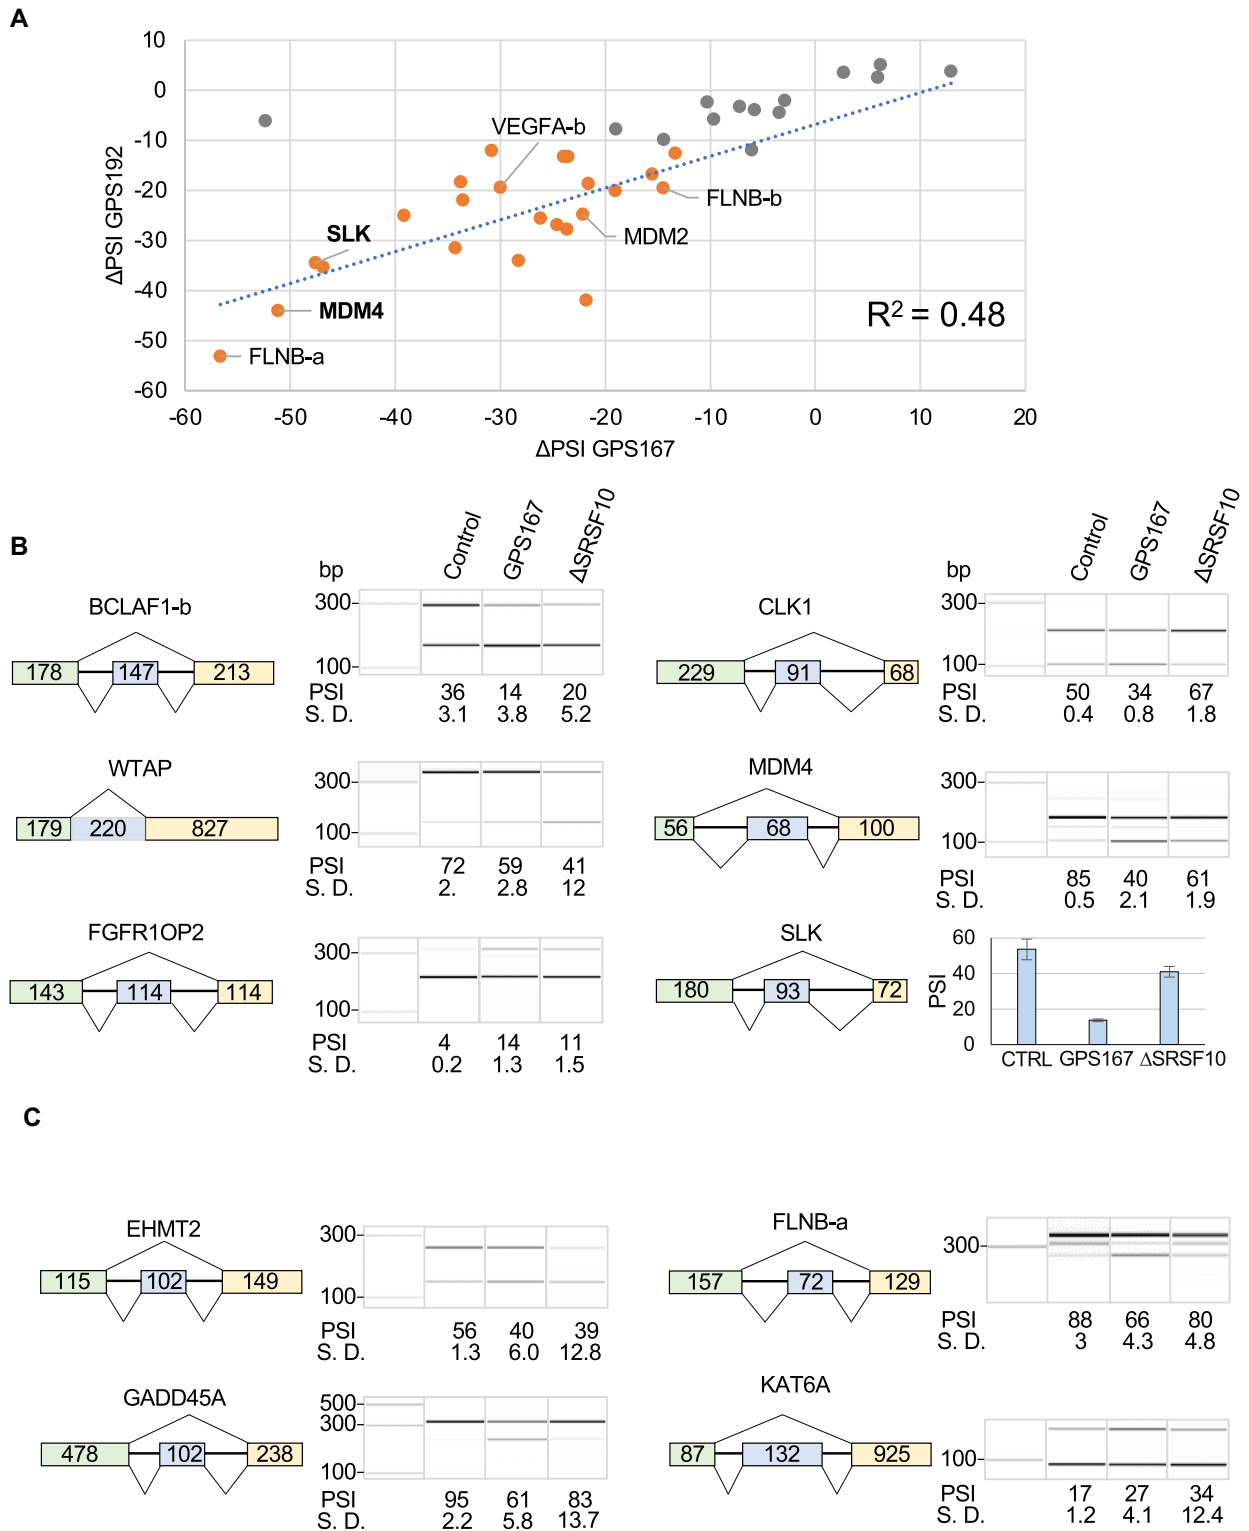 A
10
0
-10
-20
-30
-40
-50
-60
ΔPSI GPS192
VEGFA-b
FLNB-b
MDM2
SLK
MDM4
FLNB-a
R² = 0.48
-60 -50 -40 -30 -20 -10 0 10 20
ΔPSI GPS167
B
bp Control GPS167 ΔSRSF10
BCLAF1-b
178 147 213
300
100
PSI 36 14 20
S. D. 3.1 3.8 5.2
bp Control GPS167 ΔSRSF10
CLK1
229 91 68
300
100
PSI 50 34 67
S. D. 0.4 0.8 1.8
WTAP
179 220 827
300
100
PSI 72 59 41
S. D. 2. 2.8 12
MDM4
56 68 100
300
100
PSI 85 40 61
S. D. 0.5 2.1 1.9
FGFR1OP2
143 114 114
300
100
PSI 4 14 11
S. D. 0.2 1.3 1.5
SLK
180 93 72
PSI
60
40
20
0
CTRL GPS167 ΔSRSF10
C
EHMT2
115 102 149
300
100
PSI 56 40 39
S. D. 1.3 6.0 12.8
FLNB-a
157 72 129
300
PSI 88 66 80
S. D. 3 4.3 4.8
GADD45A
478 102 238
500
300
100
PSI 95 61 83
S. D. 2.2 5.8 13.7
KAT6A
87 132 925
100
PSI 17 27 34
S. D. 1.2 4.1 12.4